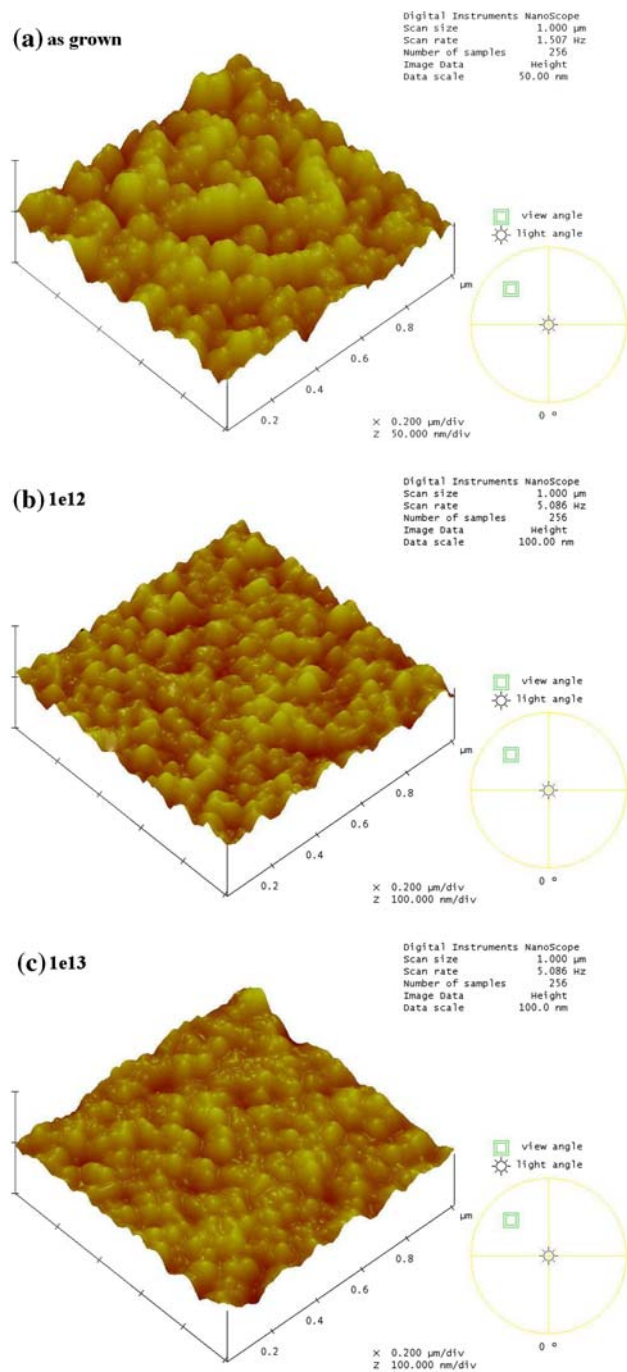 (a) as grown
Digital Instruments NanoScope
Scan size 1.000 µm
Scan rate 1.507 Hz
Number of samples 256
Image Data Height
Data scale 50.00 nm
view angle
light angle
µm
0.8
0.6
0.4
0.2
X 0.200 µm/div
Z 50.000 nm/div
0 º
(b) 1e12
Digital Instruments NanoScope
Scan size 1.000 µm
Scan rate 5.086 Hz
Number of samples 256
Image Data Height
Data scale 100.00 nm
view angle
light angle
µm
0.8
0.6
0.4
0.2
X 0.200 µm/div
Z 100.000 nm/div
0 º
(c) 1e13
Digital Instruments NanoScope
Scan size 1.000 µm
Scan rate 5.086 Hz
Number of samples 256
Image Data Height
Data scale 100.0 nm
view angle
light angle
µm
0.8
0.6
0.4
0.2
X 0.200 µm/div
Z 100.000 nm/div
0 º